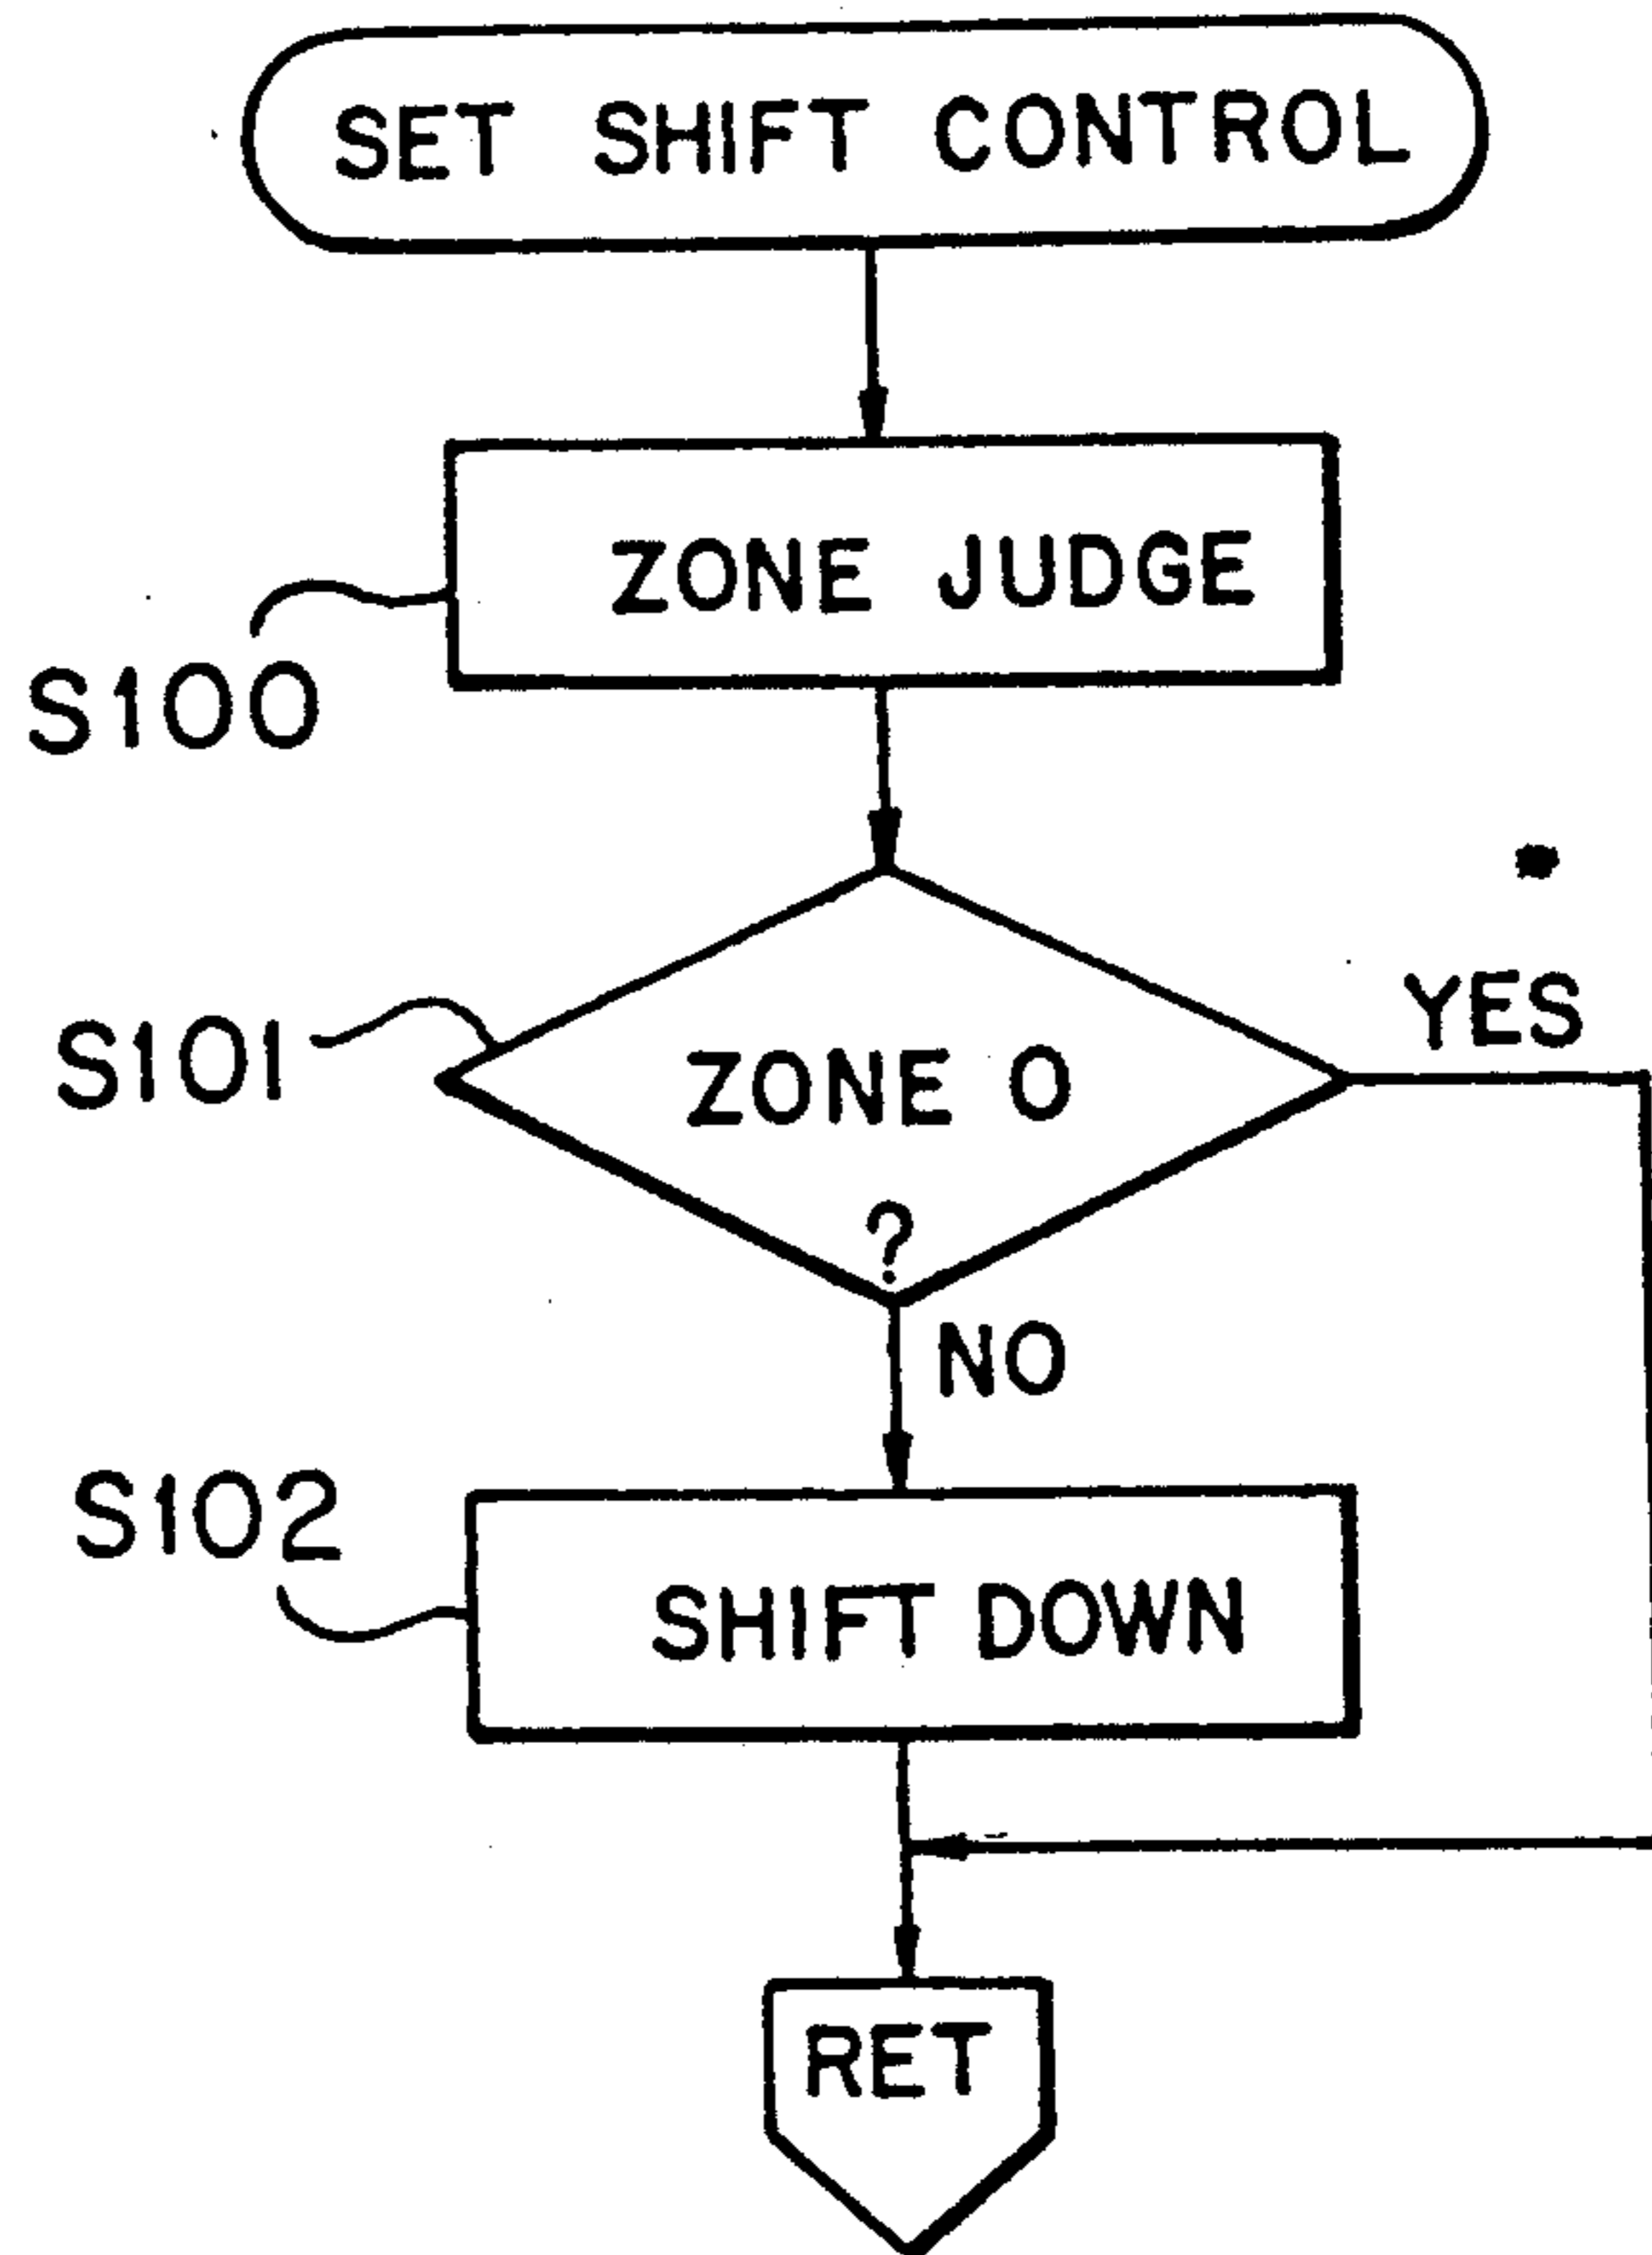 SET SHIFT CONTROL
ZONE JUDGE
S100
YES
S101
ZONE 0
?
NO
S102
SHIFT DOWN
RET